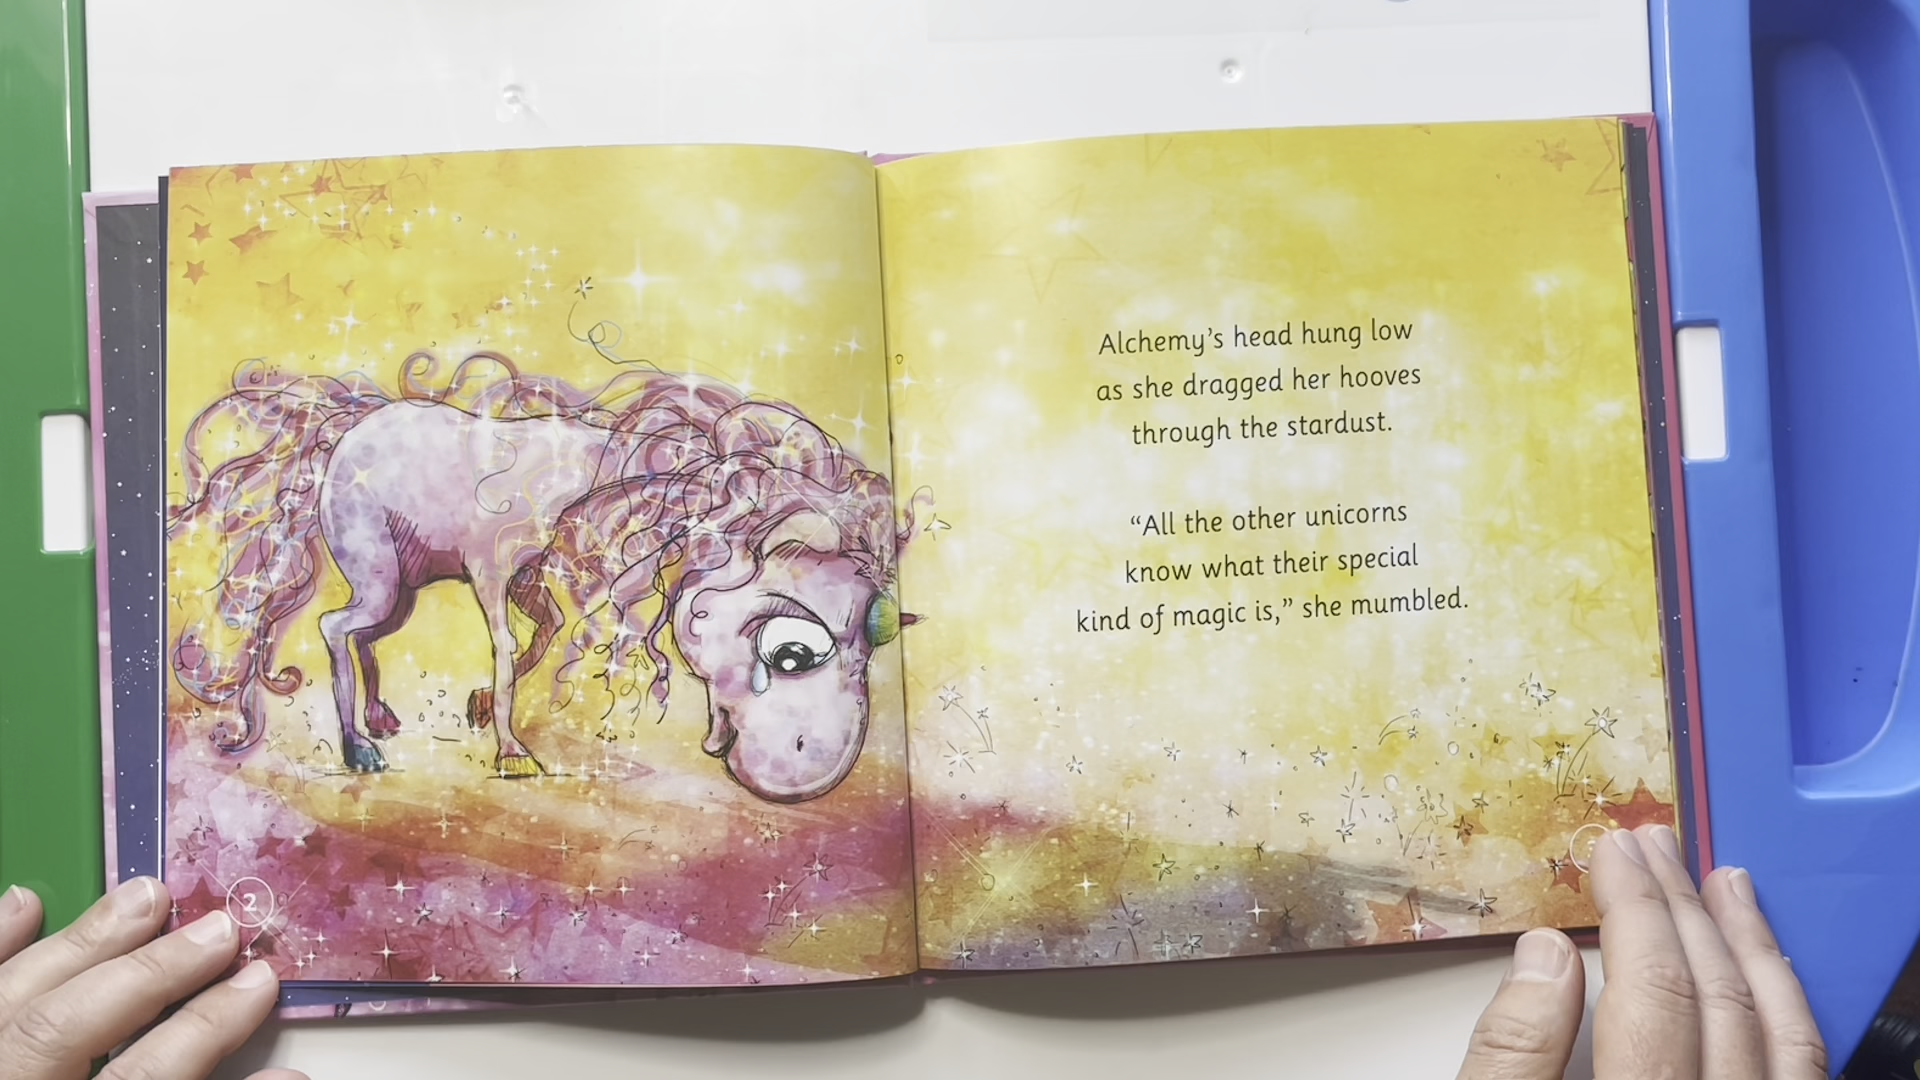 Alchemy’s head hung low
as she dragged her hooves
through the stardust.
“All the other unicorns
know what their special
kind of magic is,” she mumbled.
2